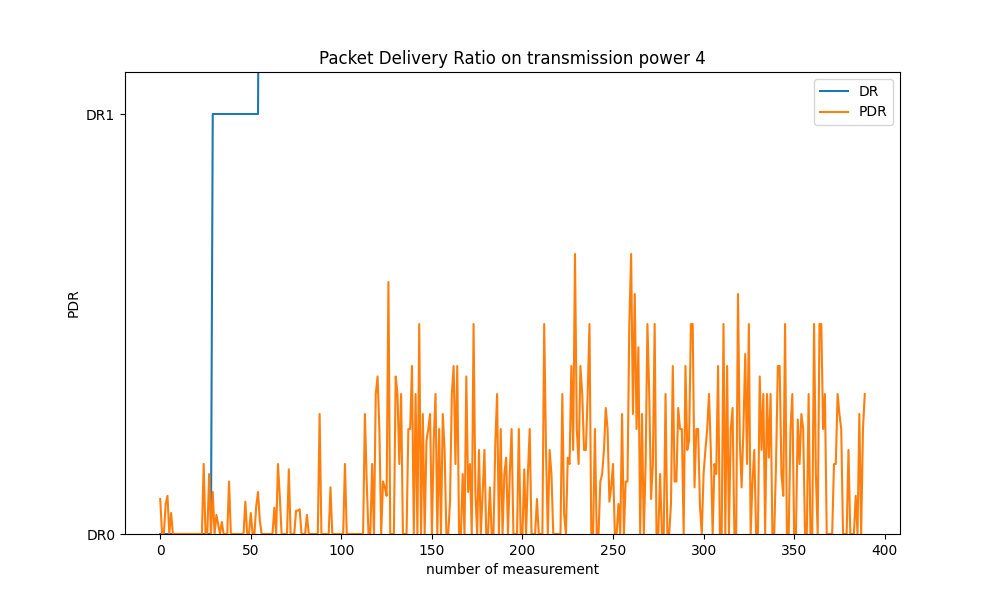 Packet Delivery Ratio on transmission power 4
DR
PDR
DR1
PDR
DR0
0 50 100 150 200 250 300 350 400
number of measurement